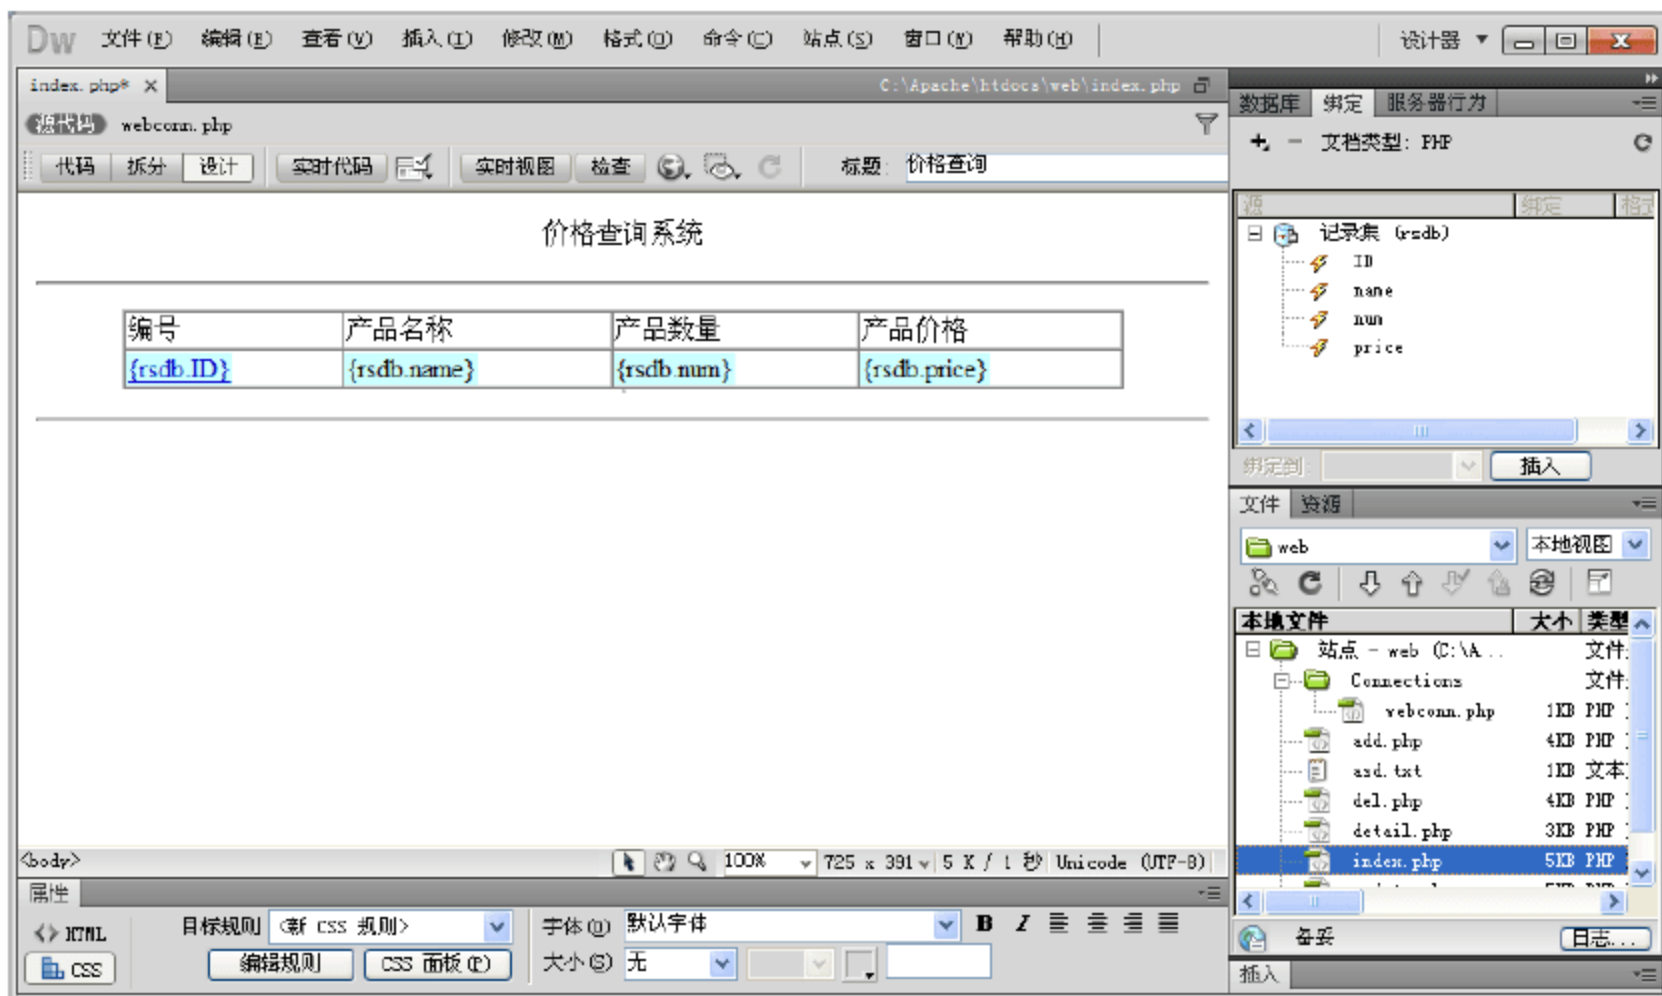 Dw 文件(F) 编辑(E) 查看(V) 插入(I) 修改(M) 格式(O) 命令(C) 站点(S) 窗口(W) 帮助(H) 设计器
index.php* C:\Apache\htdocs\web\index.php
源代码 webconn.php
代码 拆分 设计 实时代码 实时视图 检查 标题: 价格查询
价格查询系统
编号 产品名称 产品数量 产品价格
{rsdb.ID} {rsdb.name} {rsdb.num} {rsdb.price}
<body> 100% 725 x 391 5 K / 1 秒 Unicode (UTF-8)
属性
<> HTML 目标规则 <新 CSS 规则> 字体(O) 默认字体 B I
CSS 编辑规则 CSS 面板(P) 大小(S) 无
数据库 绑定 服务器行为
文档类型: PHP
源 绑定 格式
记录集 (rsdb)
ID
name
num
price
绑定到: 插入
文件 资源
web 本地视图
本地文件 大小 类型
站点 - web (C:\A... 文件
Connections 文件
webconn.php 1KB PHP
add.php 4KB PHP
asd.txt 1KB 文本
del.php 4KB PHP
detail.php 3KB PHP
index.php 5KB PHP
备妥 日志...
插入